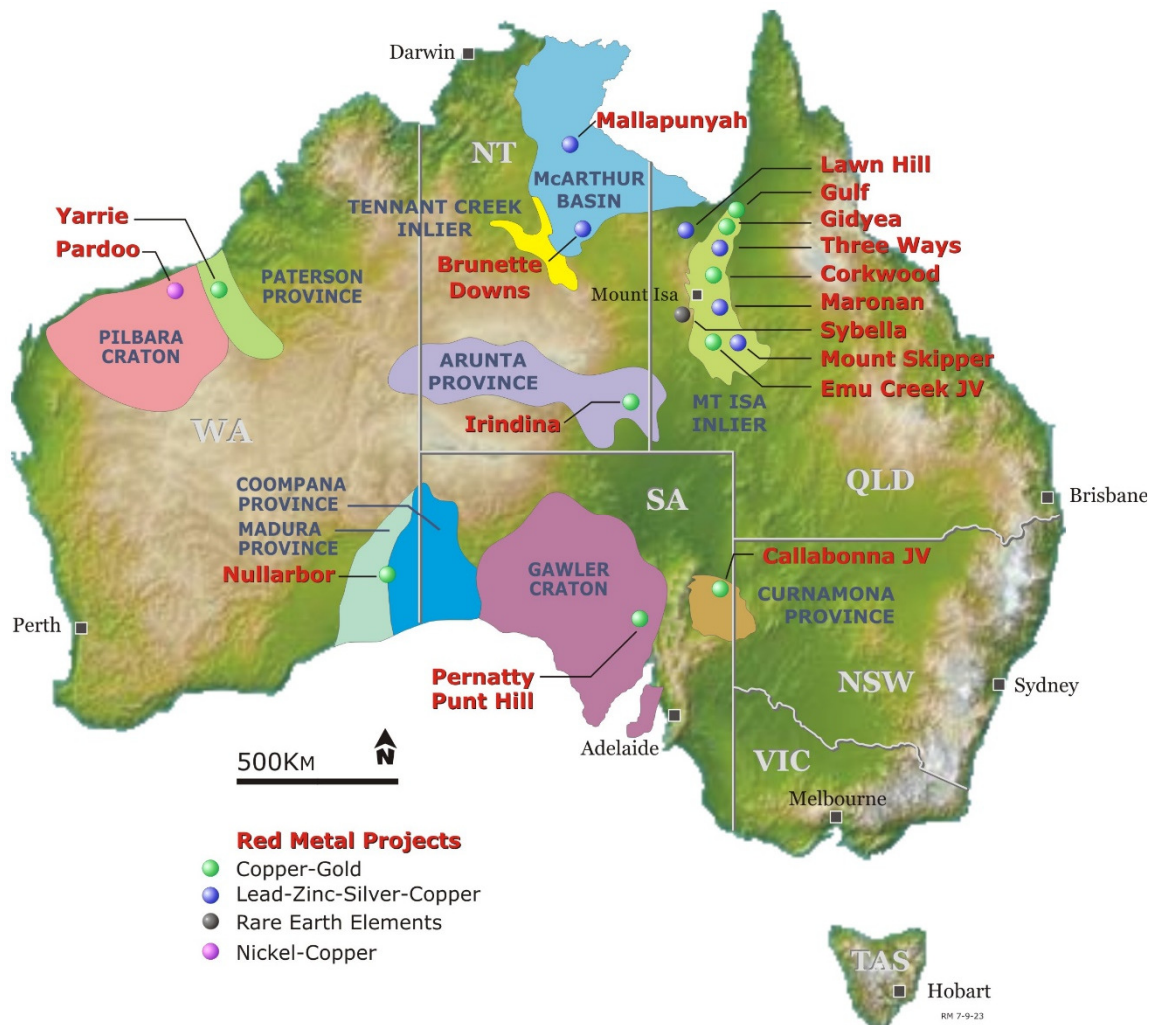 Darwin
Mallapunyah
NT
Lawn Hill
McARTHUR
BASIN
Gulf
Yarrie
TENNANT CREEK
INLIER
Gidyea
Pardoo
Three Ways
Brunette
Downs
PATERSON
PROVINCE
Corkwood
Mount Isa
Maronan
PILBARA
CRATON
Sybella
ARUNTA
PROVINCE
Mount Skipper
Emu Creek JV
Irindina
MT ISA
INLIER
WA
QLD
COOMPANA
PROVINCE
SA
Brisbane
MADURA
PROVINCE
Callabonna JV
Nullarbor
GAWLER
CRATON
CURNAMONA
PROVINCE
Perth
Pernatty
Punt Hill
NSW
Sydney
Adelaide
500KM
N
VIC
Melbourne
Red Metal Projects
Copper-Gold
Lead-Zinc-Silver-Copper
Rare Earth Elements
Nickel-Copper
TAS
Hobart
RM 7-9-23